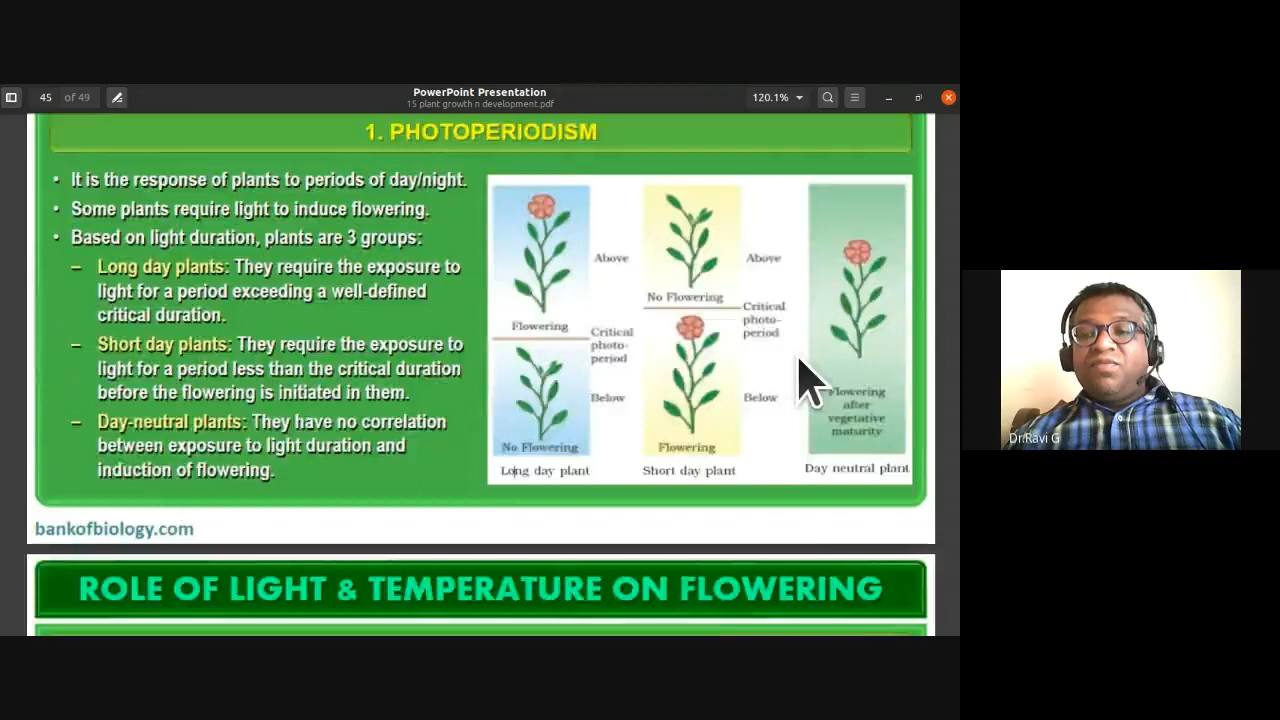 45 of 49
PowerPoint Presentation
15 plant growth n development.pdf
120.1%
1. PHOTOPERIODISM
• It is the response of plants to periods of day/night.
• Some plants require light to induce flowering.
• Based on light duration, plants are 3 groups:
– Long day plants: They require the exposure to
light for a period exceeding a well-defined
critical duration.
– Short day plants: They require the exposure to
light for a period less than the critical duration
before the flowering is initiated in them.
– Day-neutral plants: They have no correlation
between exposure to light duration and
induction of flowering.
Above
Flowering
Critical
photo-
period
Below
No Flowering
Long day plant
Above
No Flowering
Critical
photo-
period
Below
Flowering
Short day plant
Flowering
after
vegetative
maturity
Day neutral plant
bankofbiology.com
ROLE OF LIGHT & TEMPERATURE ON FLOWERING
Dr.Ravi G